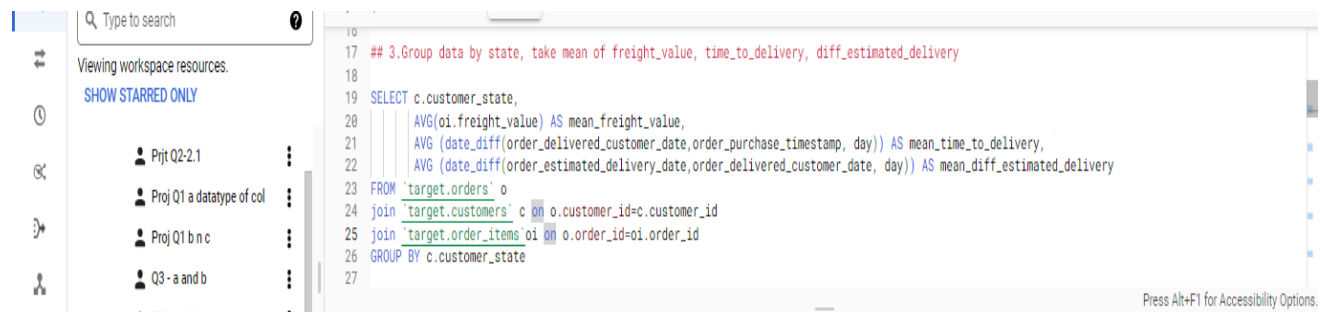 Type to search
Viewing workspace resources.
SHOW STARRED ONLY
Prjt Q2-2.1
Proj Q1 a datatype of col
Proj Q1 b n c
Q3 - a and b
16
17 ## 3.Group data by state, take mean of freight_value, time_to_delivery, diff_estimated_delivery
18
19 SELECT c.customer_state,
20 AVG(oi.freight_value) AS mean_freight_value,
21 AVG (date_diff(order_delivered_customer_date,order_purchase_timestamp, day)) AS mean_time_to_delivery,
22 AVG (date_diff(order_estimated_delivery_date,order_delivered_customer_date, day)) AS mean_diff_estimated_delivery
23 FROM `target.orders` o
24 join `target.customers` c on o.customer_id=c.customer_id
25 join `target.order_items`oi on o.order_id=oi.order_id
26 GROUP BY c.customer_state
27
Press Alt+F1 for Accessibility Options.